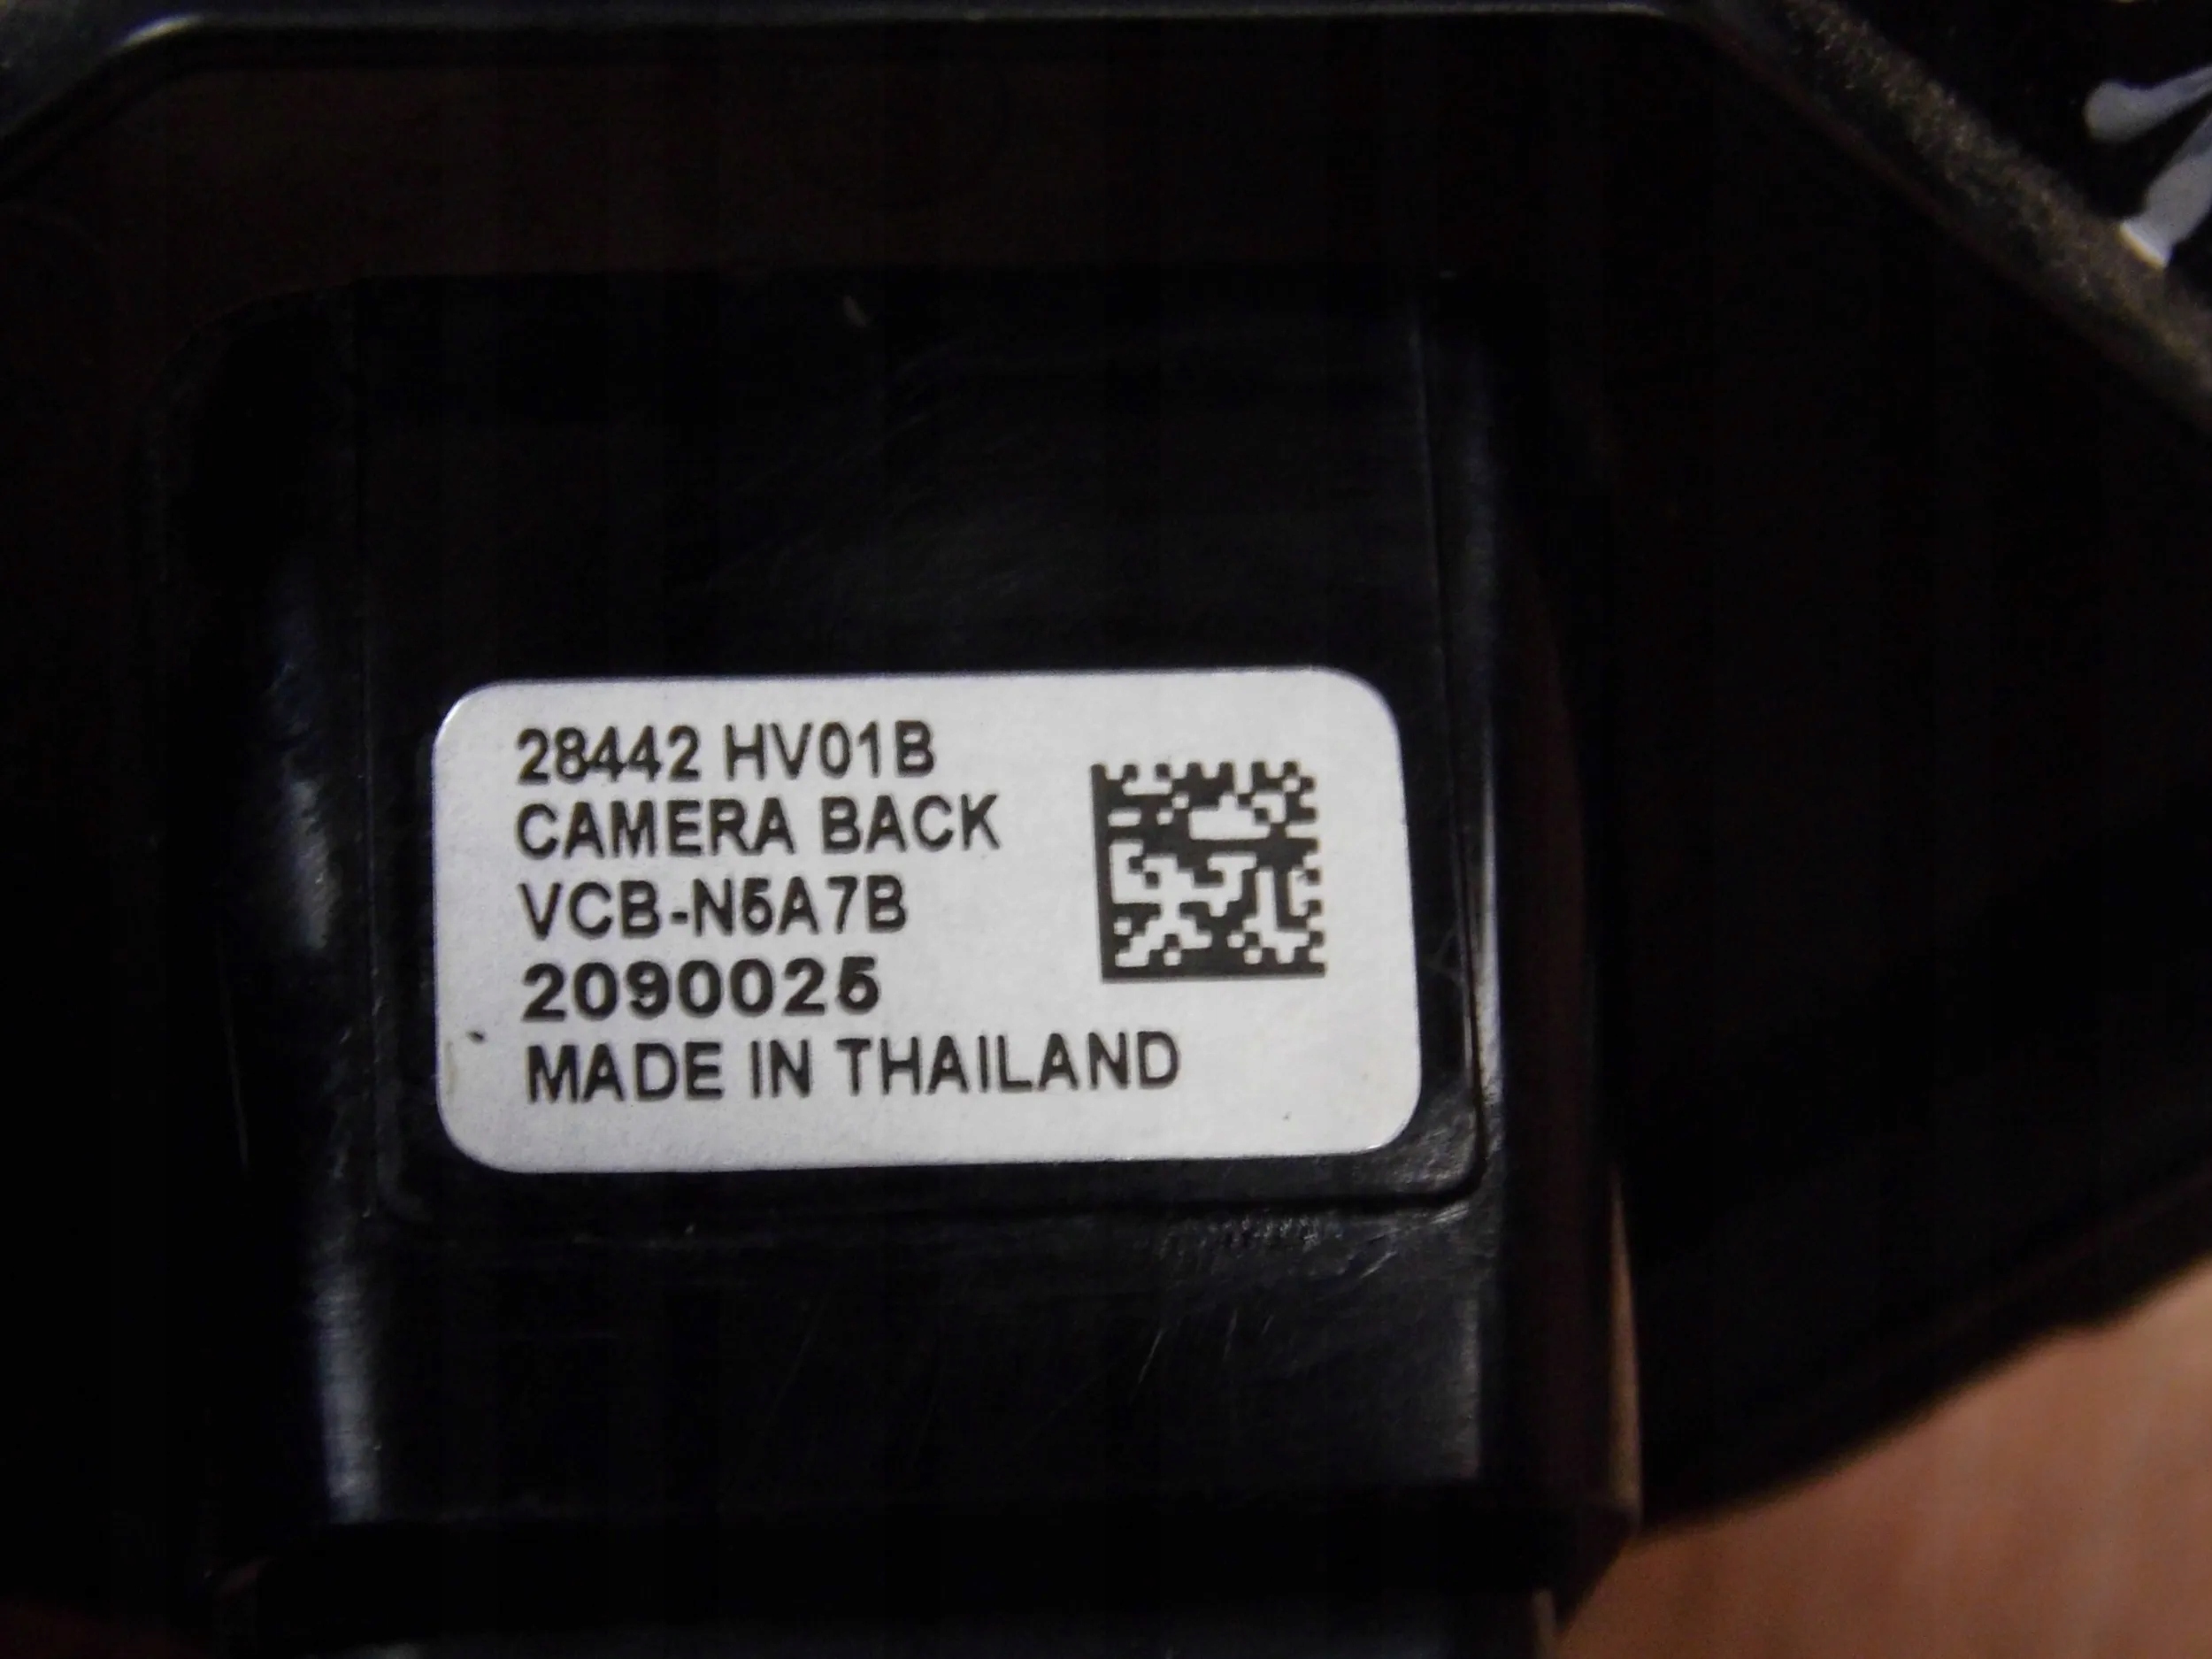 28442 HV01B
CAMERA BACK
VCB-N5A7B
2090025
MADE IN THAILAND